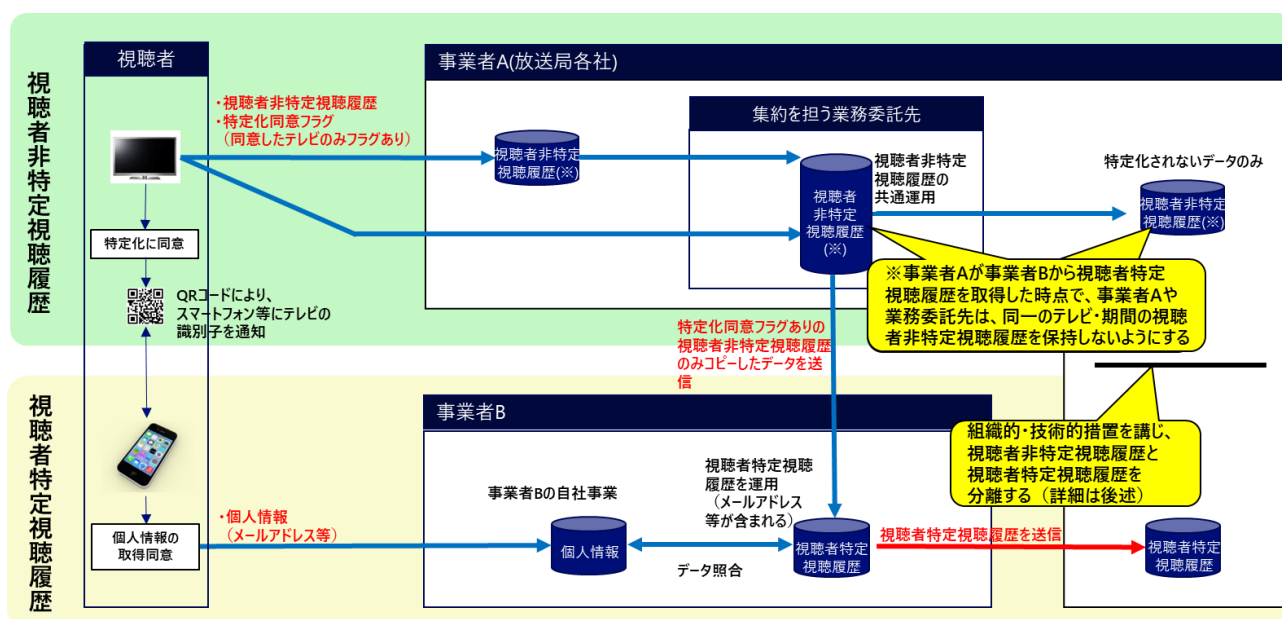 視聴者非特定視聴履歴
視聴者
事業者A(放送局各社)
・視聴者非特定視聴履歴
・特定化同意フラグ
（同意したテレビのみフラグあり）
集約を担う業務委託先
視聴者非特定
視聴履歴(※)
視聴者
非特定
視聴履歴
(※)
視聴者非特定
視聴履歴の
共通運用
特定化されないデータのみ
視聴者非特定
視聴履歴(※)
特定化に同意
QRコードにより、
スマートフォン等にテレビの
識別子を通知
※事業者Aが事業者Bから視聴者特定
視聴履歴を取得した時点で、事業者Aや
業務委託先は、同一のテレビ・期間の視聴
者非特定視聴履歴を保持しないようにする
特定化同意フラグありの
視聴者非特定視聴履歴
のみコピーしたデータを送
信
視聴者特定視聴履歴
事業者B
組織的・技術的措置を講じ、
視聴者非特定視聴履歴と
視聴者特定視聴履歴を
分離する（詳細は後述）
事業者Bの自社事業
視聴者特定視聴
履歴を運用
（メールアドレス
等が含まれる）
個人情報の
取得同意
・個人情報
（メールアドレス等）
個人情報
データ照合
視聴者特定
視聴履歴
視聴者特定視聴履歴を送信
視聴者特定
視聴履歴